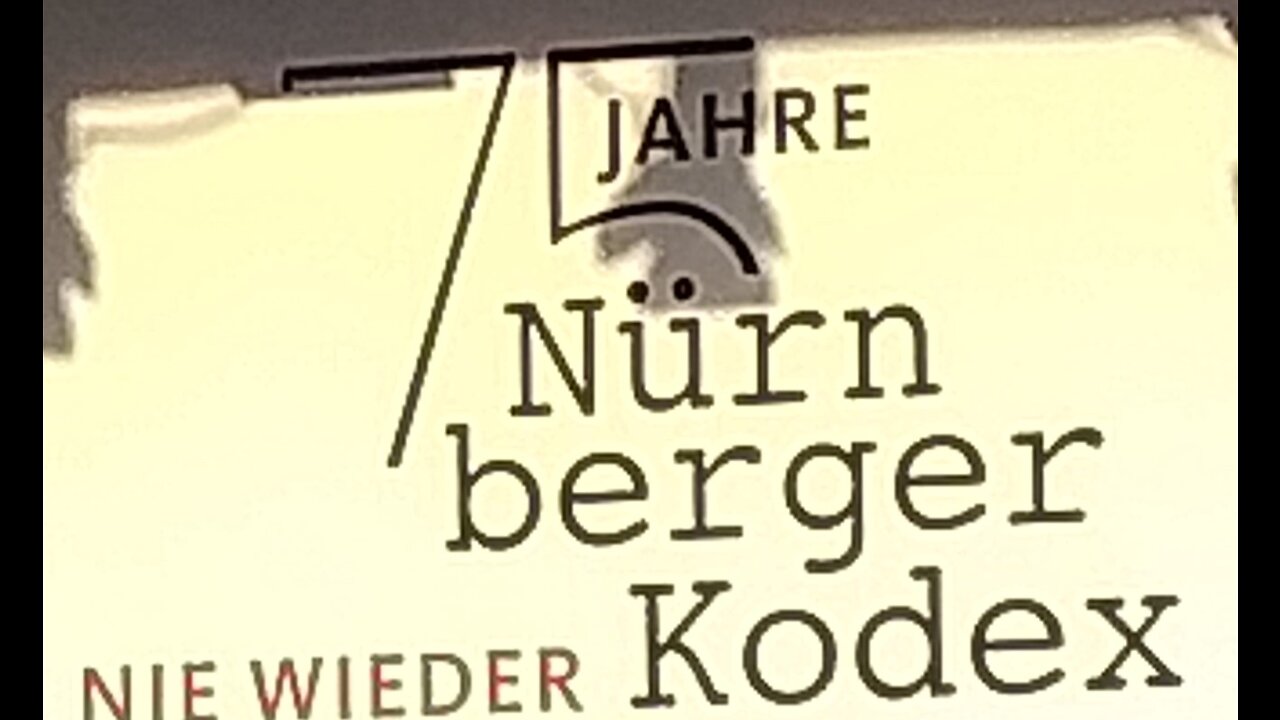 75 JAHRE
Nürn
berger
Kodex
NIE WIEDER